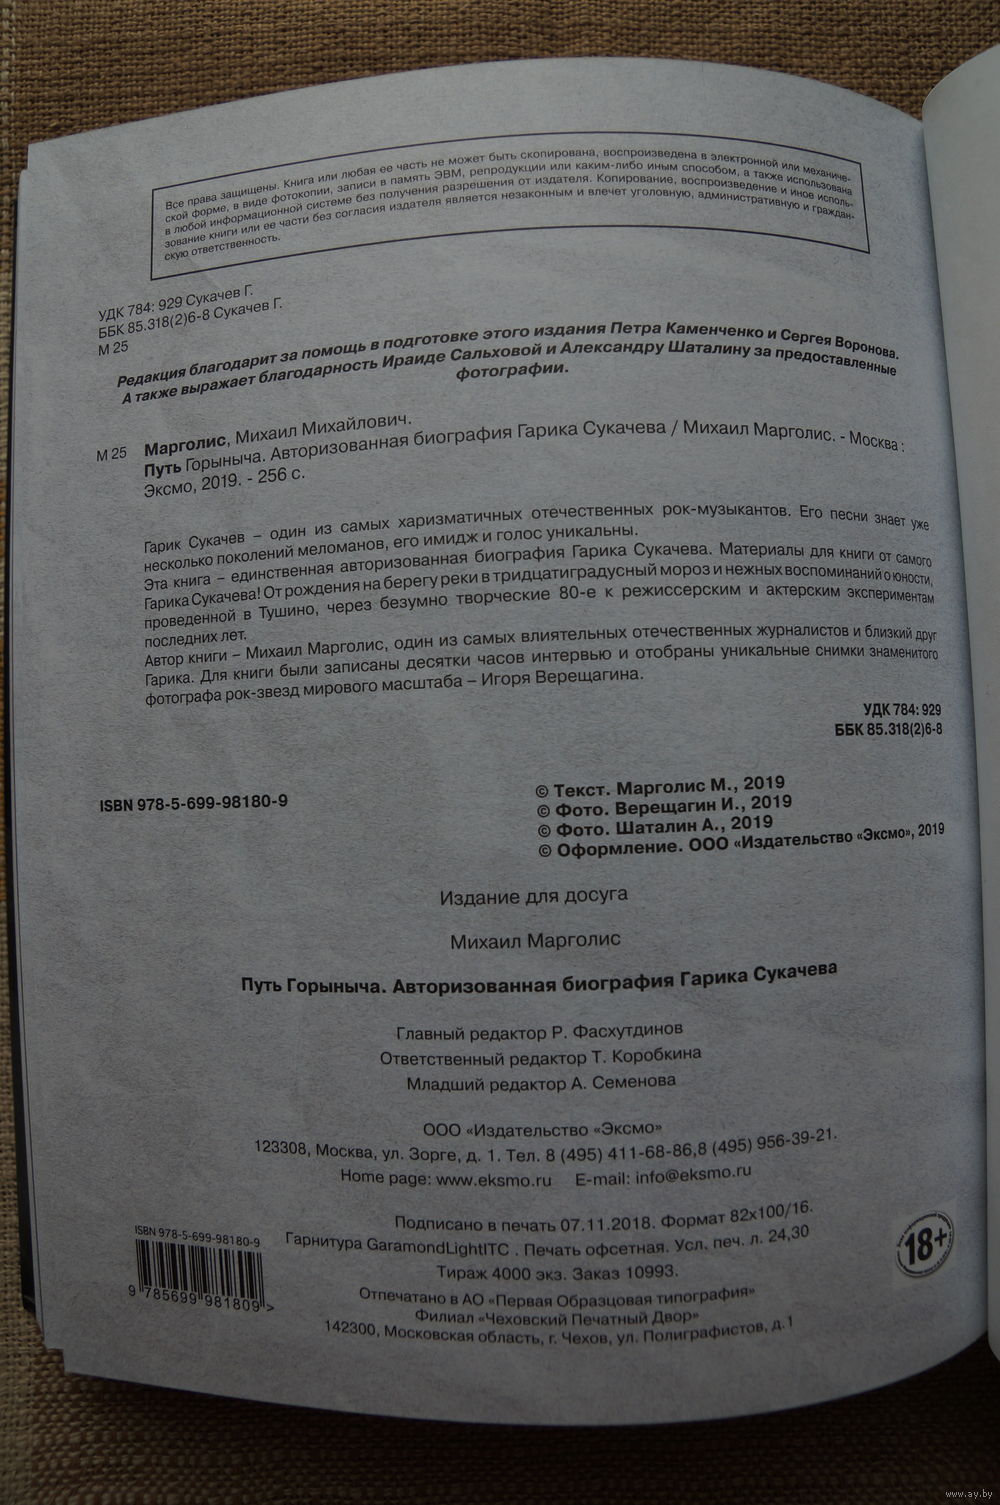 Все права защищены. Книга или любая ее часть не может быть скопирована, воспроизведена в электронной или механиче-
ской форме, в виде фотокопии, записи в память ЭВМ, репродукции или каким-либо иным способом, а также использована
в любой информационной системе без получения разрешения от издателя. Копирование, воспроизведение и иное исполь-
зование книги или ее части без согласия издателя является незаконным и влечет уголовную, административную и граждан-
скую ответственность.
УДК 784: 929 Сукачев Г.
ББК 85.318(2)6-8 Сукачев Г.
М 25
Редакция благодарит за помощь в подготовке этого издания Петра Каменченко и Сергея Воронова.
А также выражает благодарность Ираиде Сальховой и Александру Шаталину за предоставленные
фотографии.
Марголис, Михаил Михайлович.
М 25 Путь Горыныча. Авторизованная биография Гарика Сукачева / Михаил Марголис. - Москва :
Эксмо, 2019. - 256 с.
Гарик Сукачев – один из самых харизматичных отечественных рок-музыкантов. Его песни знает уже
несколько поколений меломанов, его имидж и голос уникальны.
Эта книга – единственная авторизованная биография Гарика Сукачева. Материалы для книги от самого
Гарика Сукачева! От рождения на берегу реки в тридцатиградусный мороз и нежных воспоминаний о юности,
проведенной в Тушино, через безумно творческие 80-е к режиссерским и актерским экспериментам
последних лет.
Автор книги – Михаил Марголис, один из самых влиятельных отечественных журналистов и близкий друг
Гарика. Для книги были записаны десятки часов интервью и отобраны уникальные снимки знаменитого
фотографа рок-звезд мирового масштаба – Игоря Верещагина.
УДК 784: 929
ББК 85.318(2)6-8
ISBN 978-5-699-98180-9
© Текст. Марголис М., 2019
© Фото. Верещагин И., 2019
© Фото. Шаталин А., 2019
© Оформление. ООО «Издательство «Эксмо», 2019
Издание для досуга
Михаил Марголис
Путь Горыныча. Авторизованная биография Гарика Сукачева
Главный редактор Р. Фасхутдинов
Ответственный редактор Т. Коробкина
Младший редактор А. Семенова
ООО «Издательство «Эксмо»
123308, Москва, ул. Зорге, д. 1. Тел. 8 (495) 411-68-86,8 (495) 956-39-21.
Home page: www.eksmo.ru E-mail: info@eksmo.ru
Подписано в печать 07.11.2018. Формат 82х100/16.
Гарнитура GaramondLightITC . Печать офсетная. Усл. печ. л. 24,30
Тираж 4000 экз. Заказ 10993.
Отпечатано в АО «Первая Образцовая типография»
Филиал «Чеховский Печатный Двор»
142300, Московская область, г. Чехов, ул. Полиграфистов, д.1
ISBN 978-5-699-98180-9
9 785699 981809 >
18+
www.ay.by